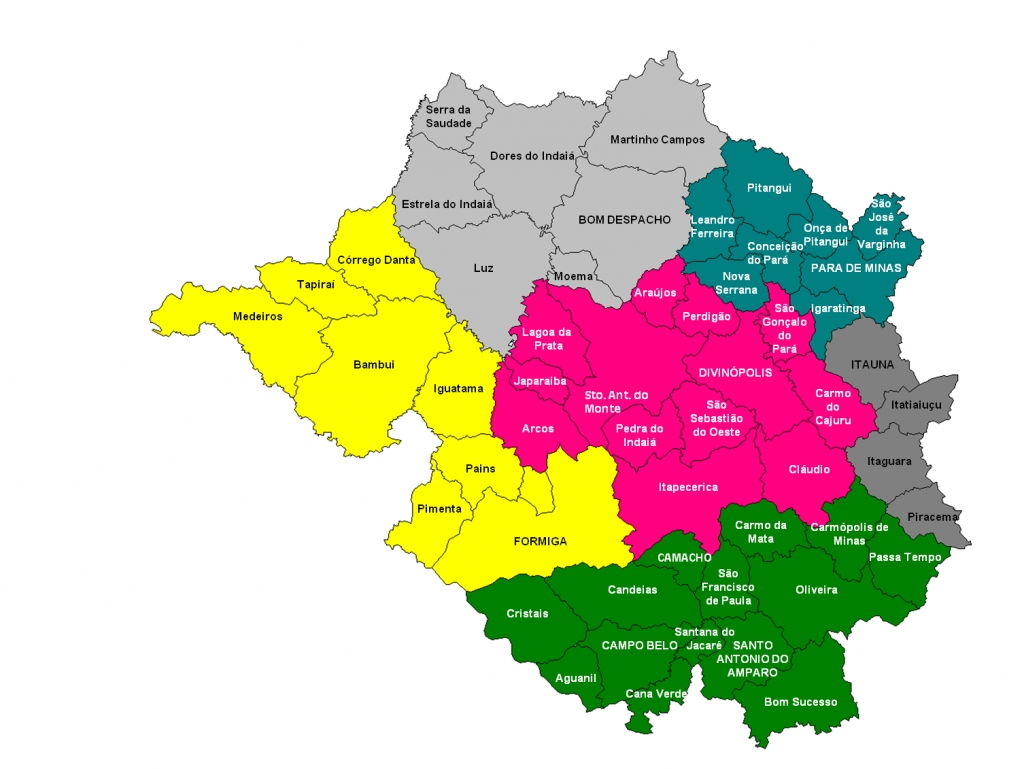 Serra da
Saudade
Dores do Indaiá
Martinho Campos
Estrela do Indaiá
BOM DESPACHO
Luz
Moema
Pitangui
Leandro
Ferreira
São
José
da
Varginha
Onça de
Pitangui
Conceição
do Pará
PARA DE MINAS
Nova
Serrana
Igaratinga
Córrego Danta
Tapiraí
Medeiros
Bambui
Iguatama
Pains
Pimenta
FORMIGA
Araújos
Perdigão
São
Gonçalo
do
Pará
Lagoa da
Prata
Japaraíba
DIVINÓPOLIS
Sto. Ant. do
Monte
Arcos
Pedra do
Indaiá
São
Sebastião
do Oeste
Carmo
do
Cajuru
Itapecerica
Cláudio
ITAUNA
Itatiaiuçu
Itaguara
Piracema
Carmo da
Mata
Carmópolis de
Minas
Passa Tempo
CAMACHO
São
Francisco
de Paula
Oliveira
Candeias
Cristais
Santana do
Jacaré
CAMPO BELO
SANTO
ANTONIO DO
AMPARO
Aguanil
Cana Verde
Bom Sucesso